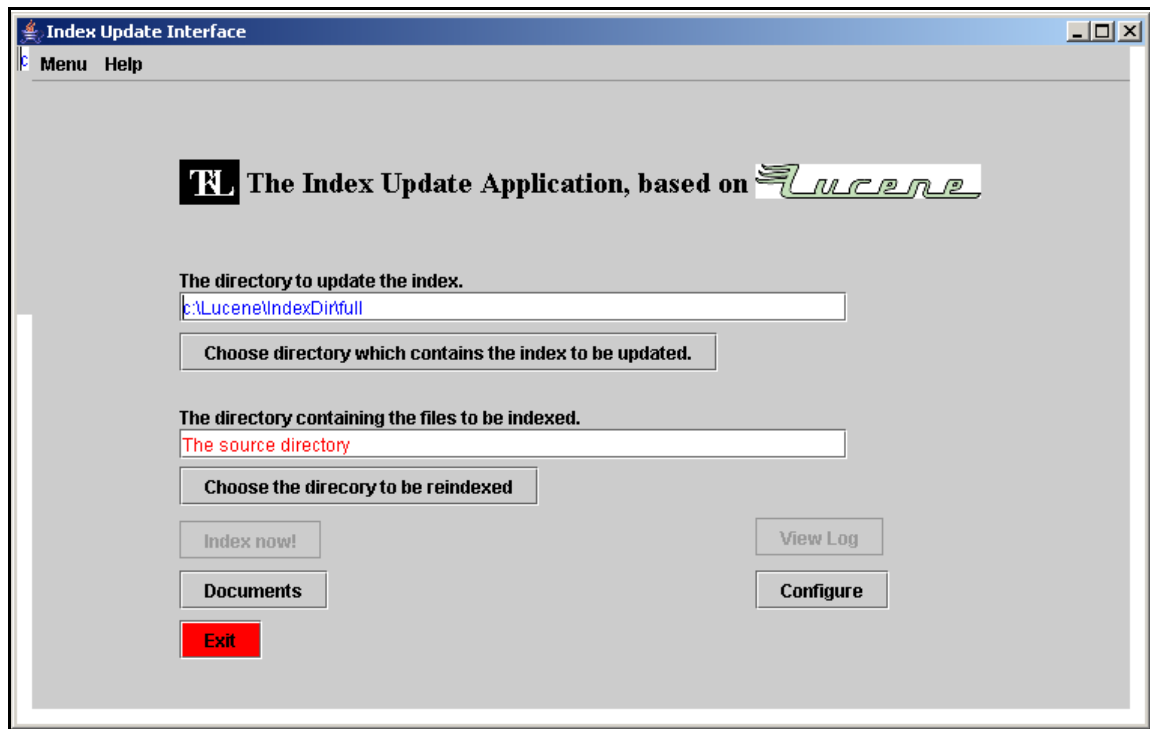 Index Update Interface
c Menu Help
TNL The Index Update Application, based on Lucene
The directory to update the index.
c:\Lucene\IndexDir\full
Choose directory which contains the index to be updated.
The directory containing the files to be indexed.
The source directory
Choose the direcory to be reindexed
Index now! View Log
Documents Configure
Exit